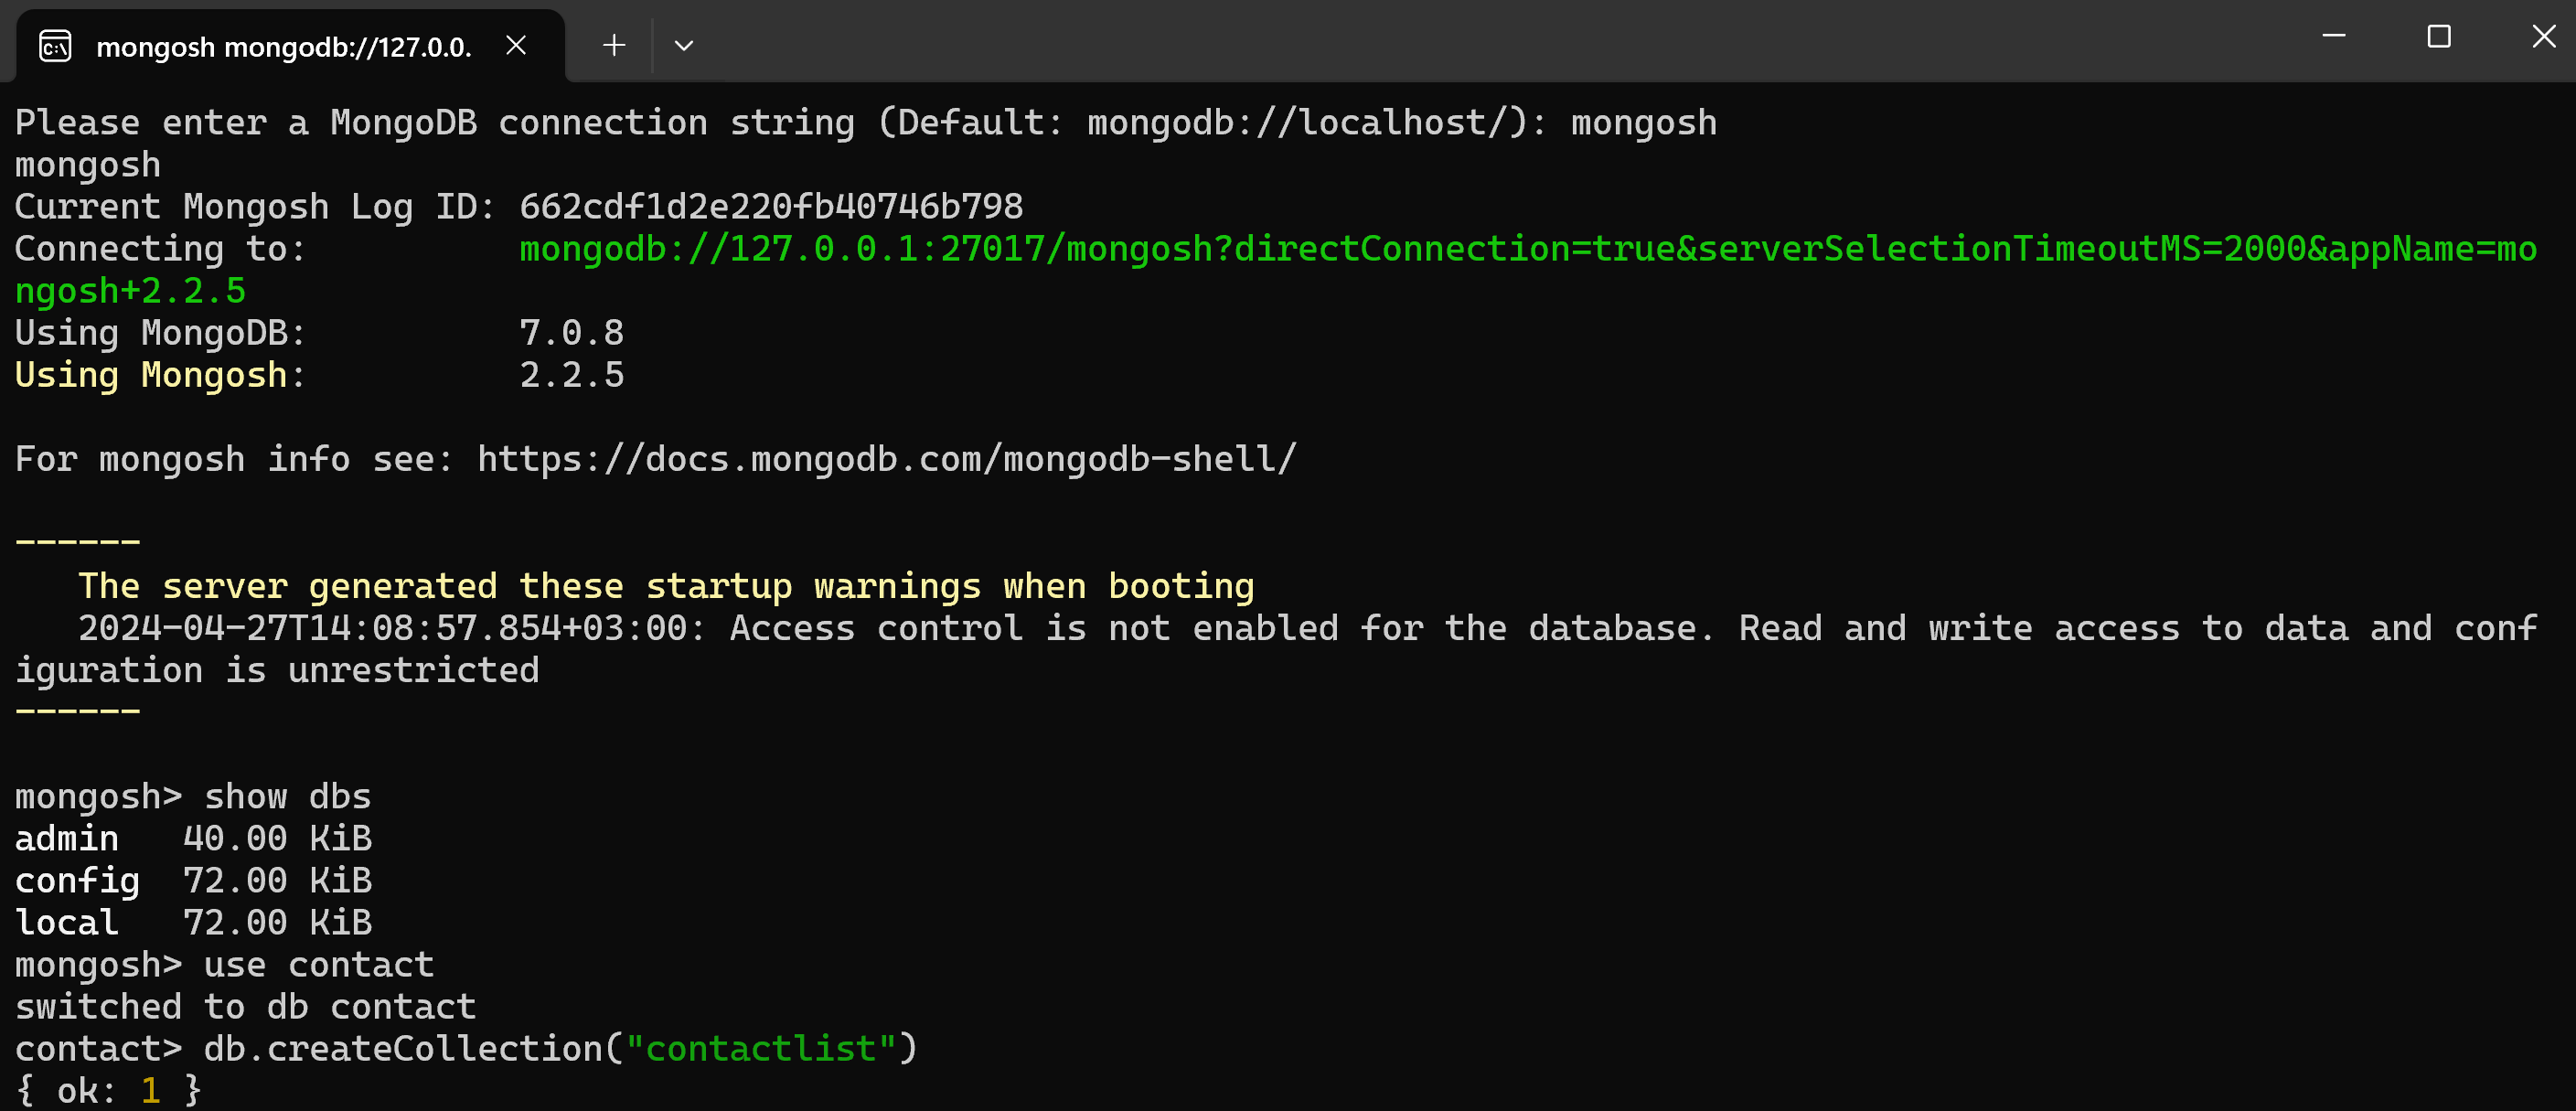 mongosh mongodb://127.0.0.
Please enter a MongoDB connection string (Default: mongodb://localhost/): mongosh
mongosh
Current Mongosh Log ID: 662cdf1d2e220fb40746b798
Connecting to:          mongodb://127.0.0.1:27017/mongosh?directConnection=true&serverSelectionTimeoutMS=2000&appName=mo
ngosh+2.2.5
Using MongoDB:          7.0.8
Using Mongosh:          2.2.5
For mongosh info see: https://docs.mongodb.com/mongodb-shell/
------
   The server generated these startup warnings when booting
   2024-04-27T14:08:57.854+03:00: Access control is not enabled for the database. Read and write access to data and conf
iguration is unrestricted
------
mongosh> show dbs
admin   40.00 KiB
config  72.00 KiB
local   72.00 KiB
mongosh> use contact
switched to db contact
contact> db.createCollection("contactlist")
{ ok: 1 }